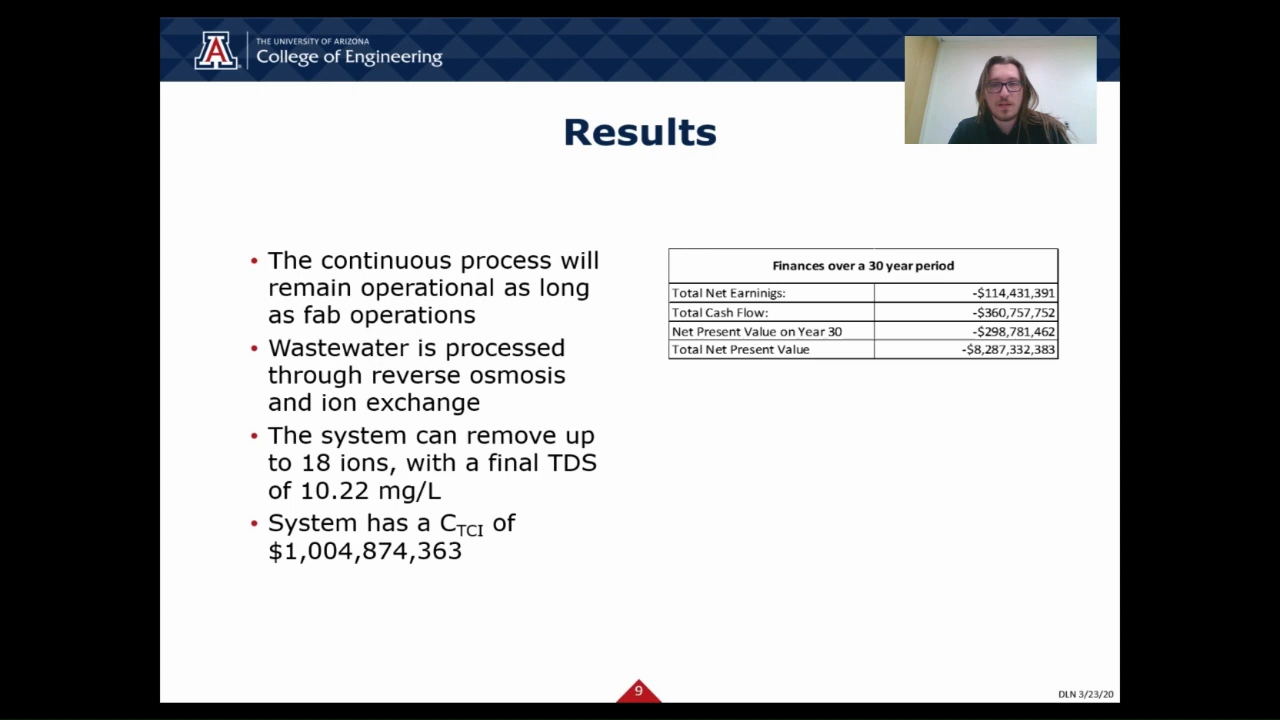 THE UNIVERSITY OF ARIZONA
College of Engineering
Results
• The continuous process will
remain operational as long
as fab operations
• Wastewater is processed
through reverse osmosis
and ion exchange
• The system can remove up
to 18 ions, with a final TDS
of 10.22 mg/L
• System has a CTCI of
$1,004,874,363
Finances over a 30 year period
Total Net Earninigs: -$114,431,391
Total Cash Flow: -$360,757,752
Net Present Value on Year 30 -$298,781,462
Total Net Present Value -$8,287,332,383
9
DLN 3/23/20